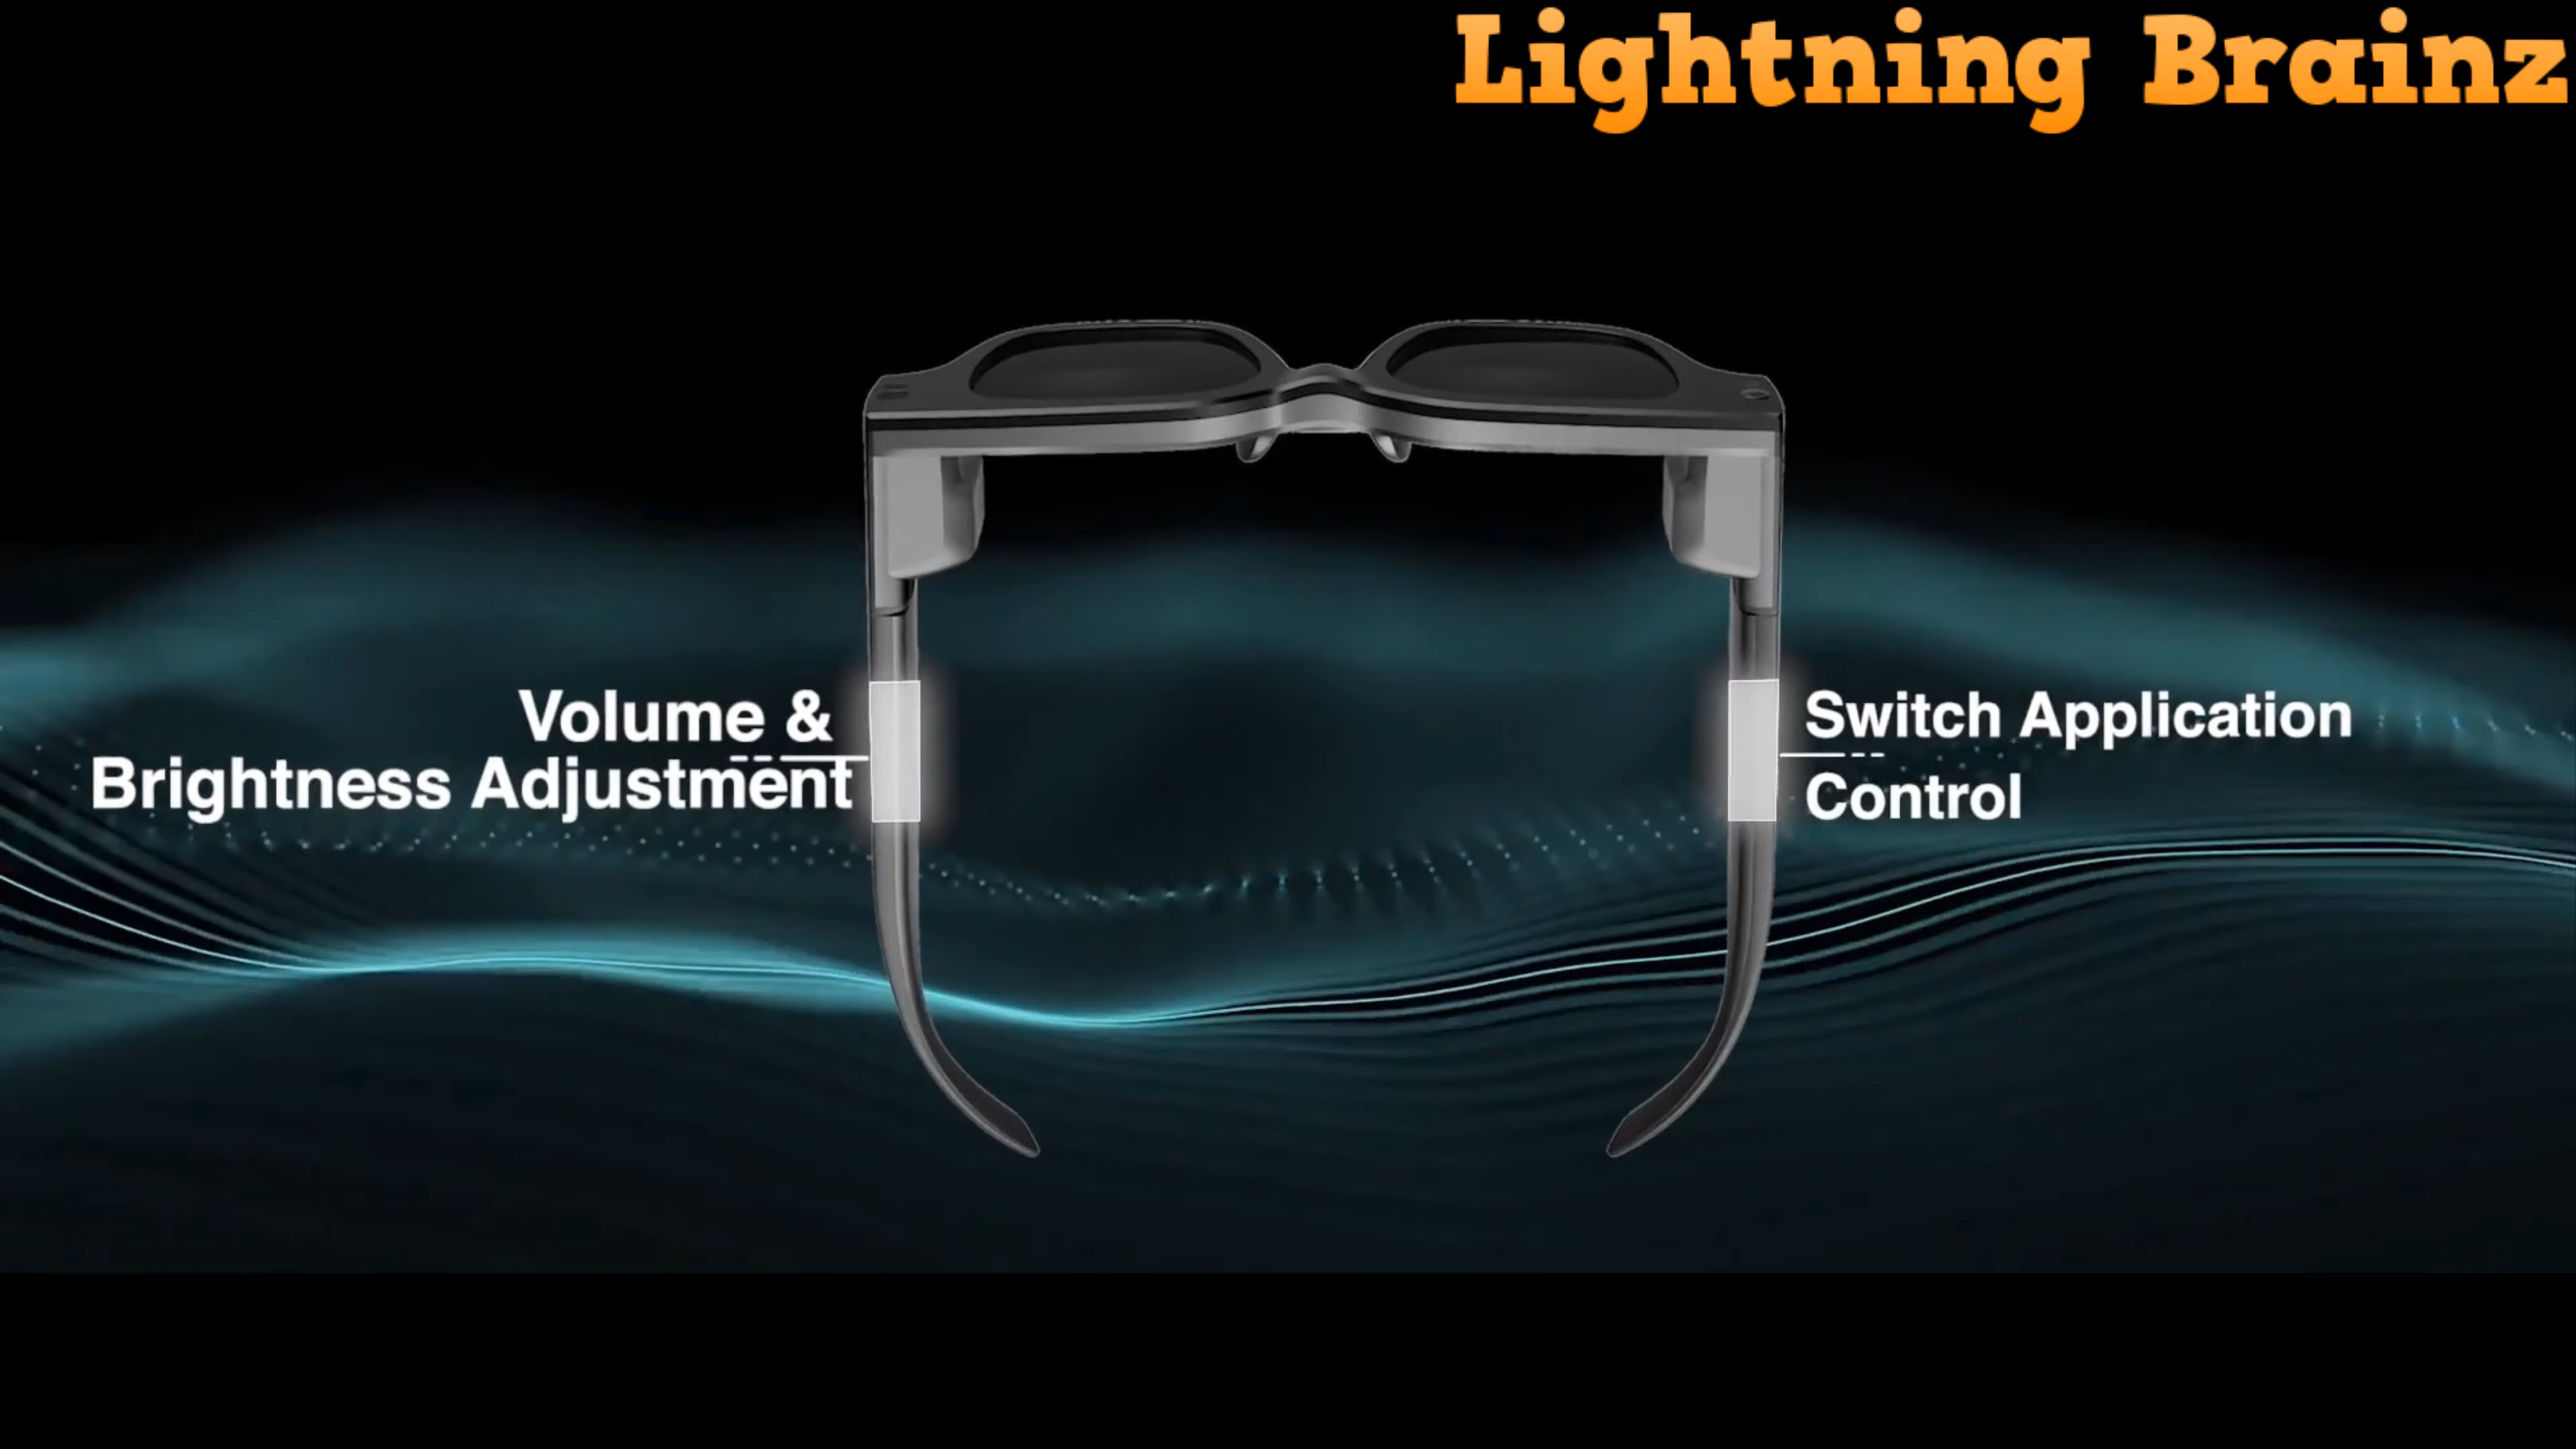 Lightning Brainz
Volume &
Brightness Adjustment
Switch Application
Control